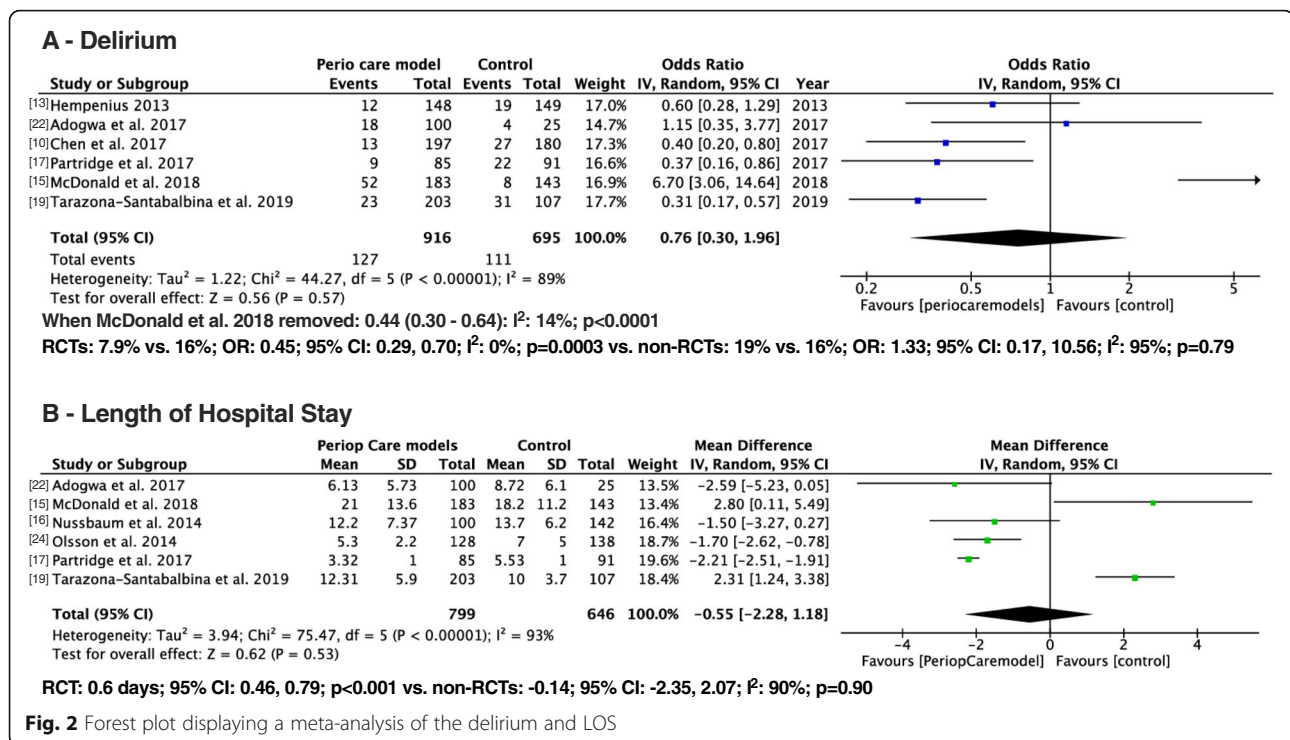 A - Delirium
Perio care model Control Odds Ratio Odds Ratio
Study or Subgroup Events Total Events Total Weight IV, Random, 95% CI Year IV, Random, 95% CI
[13] Hempenius 2013 12 148 19 149 17.0% 0.60 [0.28, 1.29] 2013
[22] Adogwa et al. 2017 18 100 4 25 14.7% 1.15 [0.35, 3.77] 2017
[10] Chen et al. 2017 13 197 27 180 17.3% 0.40 [0.20, 0.80] 2017
[17] Partridge et al. 2017 9 85 22 91 16.6% 0.37 [0.16, 0.86] 2017
[15] McDonald et al. 2018 52 183 8 143 16.9% 6.70 [3.06, 14.64] 2018
[19] Tarazona-Santabalbina et al. 2019 23 203 31 107 17.7% 0.31 [0.17, 0.57] 2019
Total (95% CI) 916 695 100.0% 0.76 [0.30, 1.96]
Total events 127 111
Heterogeneity: Tau² = 1.22; Chi² = 44.27, df = 5 (P < 0.00001); I² = 89%
Test for overall effect: Z = 0.56 (P = 0.57)
0.2 0.5 1 2 5
Favours [periocaremodels] Favours [control]
When McDonald et al. 2018 removed: 0.44 (0.30 - 0.64): I²: 14%; p<0.0001
RCTs: 7.9% vs. 16%; OR: 0.45; 95% CI: 0.29, 0.70; I²: 0%; p=0.0003 vs. non-RCTs: 19% vs. 16%; OR: 1.33; 95% CI: 0.17, 10.56; I²: 95%; p=0.79
B - Length of Hospital Stay
Periop Care models Control Mean Difference Mean Difference
Study or Subgroup Mean SD Total Mean SD Total Weight IV, Random, 95% CI IV, Random, 95% CI
[22] Adogwa et al. 2017 6.13 5.73 100 8.72 6.1 25 13.5% -2.59 [-5.23, 0.05]
[15] McDonald et al. 2018 21 13.6 183 18.2 11.2 143 13.4% 2.80 [0.11, 5.49]
[16] Nussbaum et al. 2014 12.2 7.37 100 13.7 6.2 142 16.4% -1.50 [-3.27, 0.27]
[24] Olsson et al. 2014 5.3 2.2 128 7 5 138 18.7% -1.70 [-2.62, -0.78]
[17] Partridge et al. 2017 3.32 1 85 5.53 1 91 19.6% -2.21 [-2.51, -1.91]
[19] Tarazona-Santabalbina et al. 2019 12.31 5.9 203 10 3.7 107 18.4% 2.31 [1.24, 3.38]
Total (95% CI) 799 646 100.0% -0.55 [-2.28, 1.18]
Heterogeneity: Tau² = 3.94; Chi² = 75.47, df = 5 (P < 0.00001); I² = 93%
Test for overall effect: Z = 0.62 (P = 0.53)
-4 -2 0 2 4
Favours [PeriopCaremodel] Favours [control]
RCT: 0.6 days; 95% CI: 0.46, 0.79; p<0.001 vs. non-RCTs: -0.14; 95% CI: -2.35, 2.07; I²: 90%; p=0.90
Fig. 2 Forest plot displaying a meta-analysis of the delirium and LOS